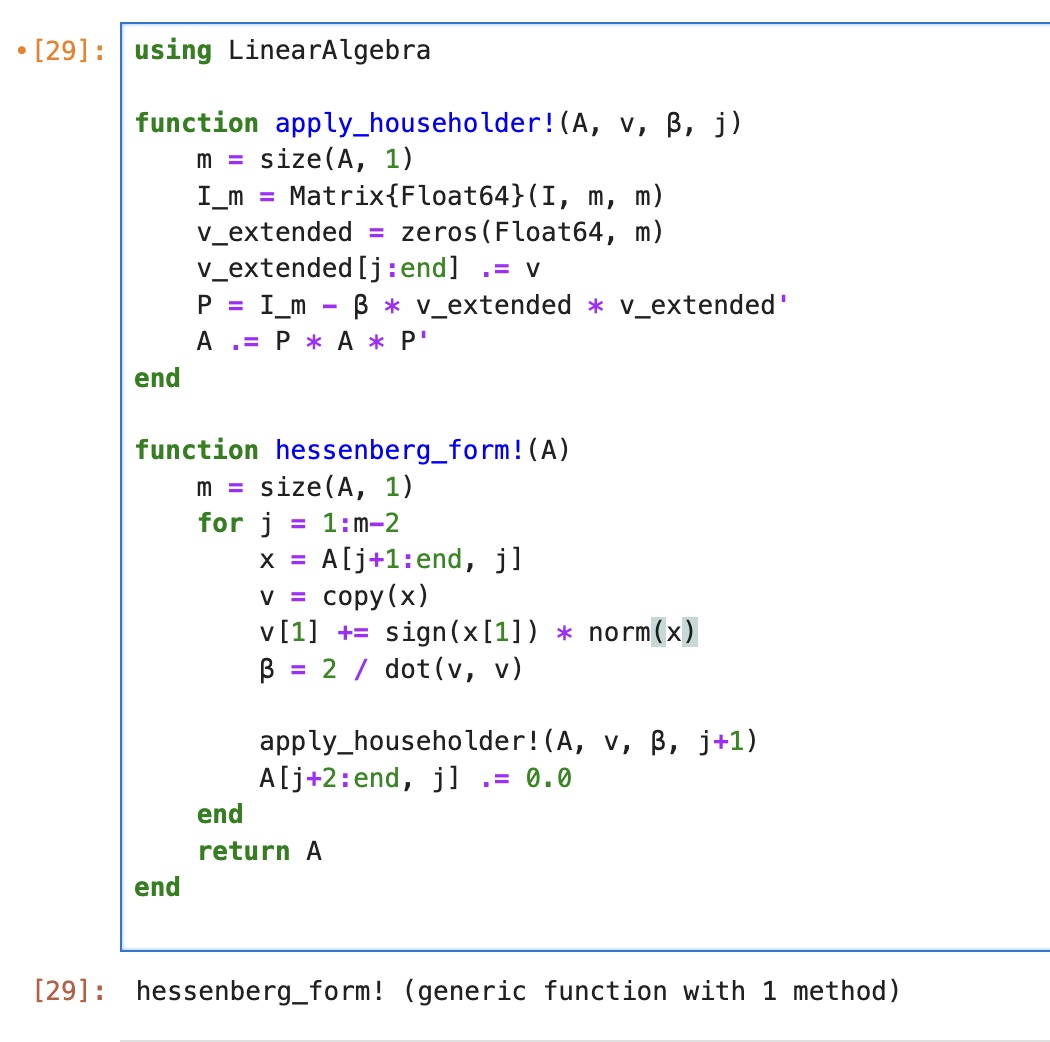 •[29]: using LinearAlgebra
function apply_householder!(A, v, β, j)
    m = size(A, 1)
    I_m = Matrix{Float64}(I, m, m)
    v_extended = zeros(Float64, m)
    v_extended[j:end] .= v
    P = I_m - β * v_extended * v_extended'
    A .= P * A * P'
end
function hessenberg_form!(A)
    m = size(A, 1)
    for j = 1:m-2
        x = A[j+1:end, j]
        v = copy(x)
        v[1] += sign(x[1]) * norm(x)
        β = 2 / dot(v, v)
        apply_householder!(A, v, β, j+1)
        A[j+2:end, j] .= 0.0
    end
    return A
end
[29]: hessenberg_form! (generic function with 1 method)